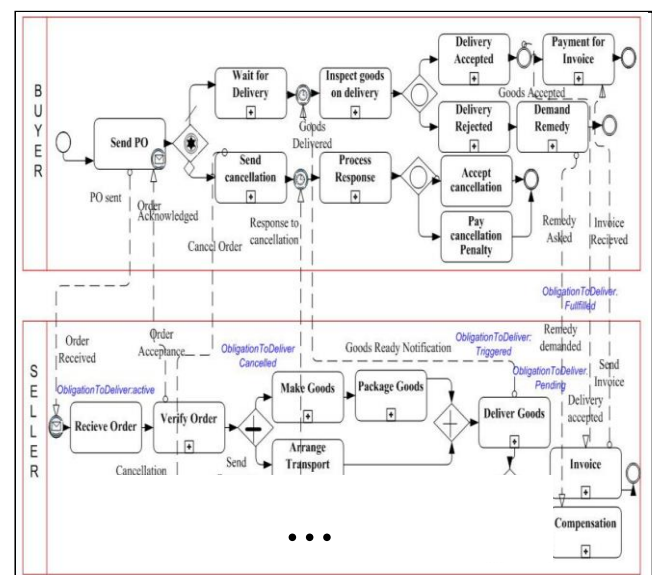 BUYER
Send PO
Wait for
Delivery
Inspect goods
on delivery
Delivery
Accepted
Payment for
Invoice
Goods Accepted
Goods
Delivered
Delivery
Rejected
Demand
Remedy
Send
cancellation
Process
Response
Accept
cancellation
Pay
cancellation
Penalty
PO sent
Order
Acknowledged
Cancel Order
Response to
cancellation
Remedy
Asked
Invoice
Recieved
ObligationToDeliver.
Fullfilled
SELLER
Order
Received
Order
Acceptance
ObligationToDeliver
Cancelled
Goods Ready Notification
ObligationToDeliver:
Triggered
Remedy
demanded
ObligationToDeliver.
Pending
Send
Invoice
Delivery
accepted
ObligationToDeliver:active
Recieve Order
Verify Order
Make Goods
Package Goods
Deliver Goods
Arrange
Transport
Cancellation
Send
Invoice
Compensation
...